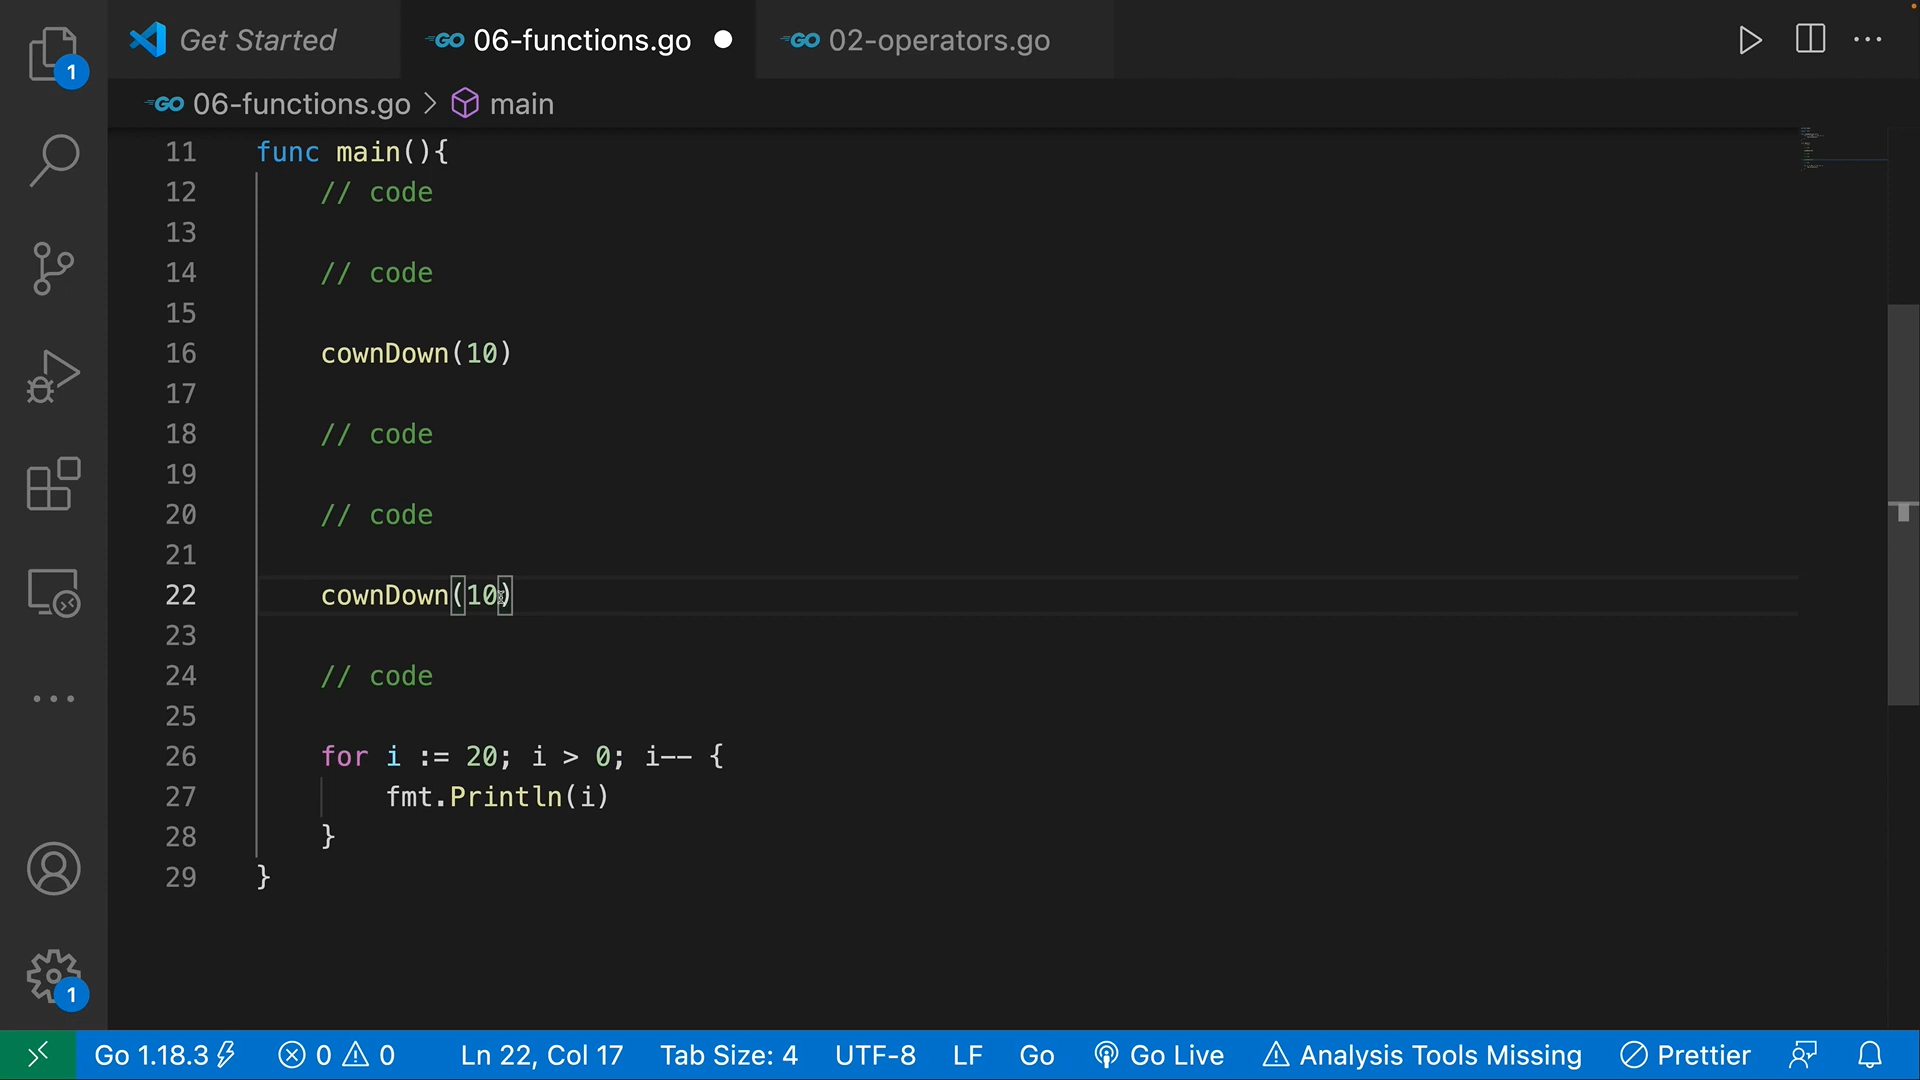 Get Started
GO 06-functions.go
GO 02-operators.go
1
GO 06-functions.go > main
11 func main(){
12 // code
13
14 // code
15
16 cownDown(10)
17
18 // code
19
20 // code
21
22 cownDown(10)
23
24 // code
25
26 for i := 20; i > 0; i-- {
27 fmt.Println(i)
28 }
29 }
1
Go 1.18.3 0 0 Ln 22, Col 17 Tab Size: 4 UTF-8 LF Go Go Live Analysis Tools Missing Prettier